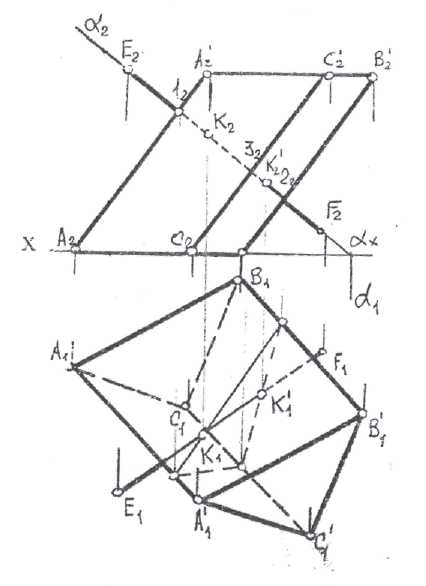 α₂
E₂ A₂' C₂' B₂'
1₂
K₂
3₂
K₂' 2₂
F₂
X A₂ C₂ αₓ
B₁ α₁
A₁ F₁
C₁ K₁'
K₁ B₁'
E₁ A₁' C₁'